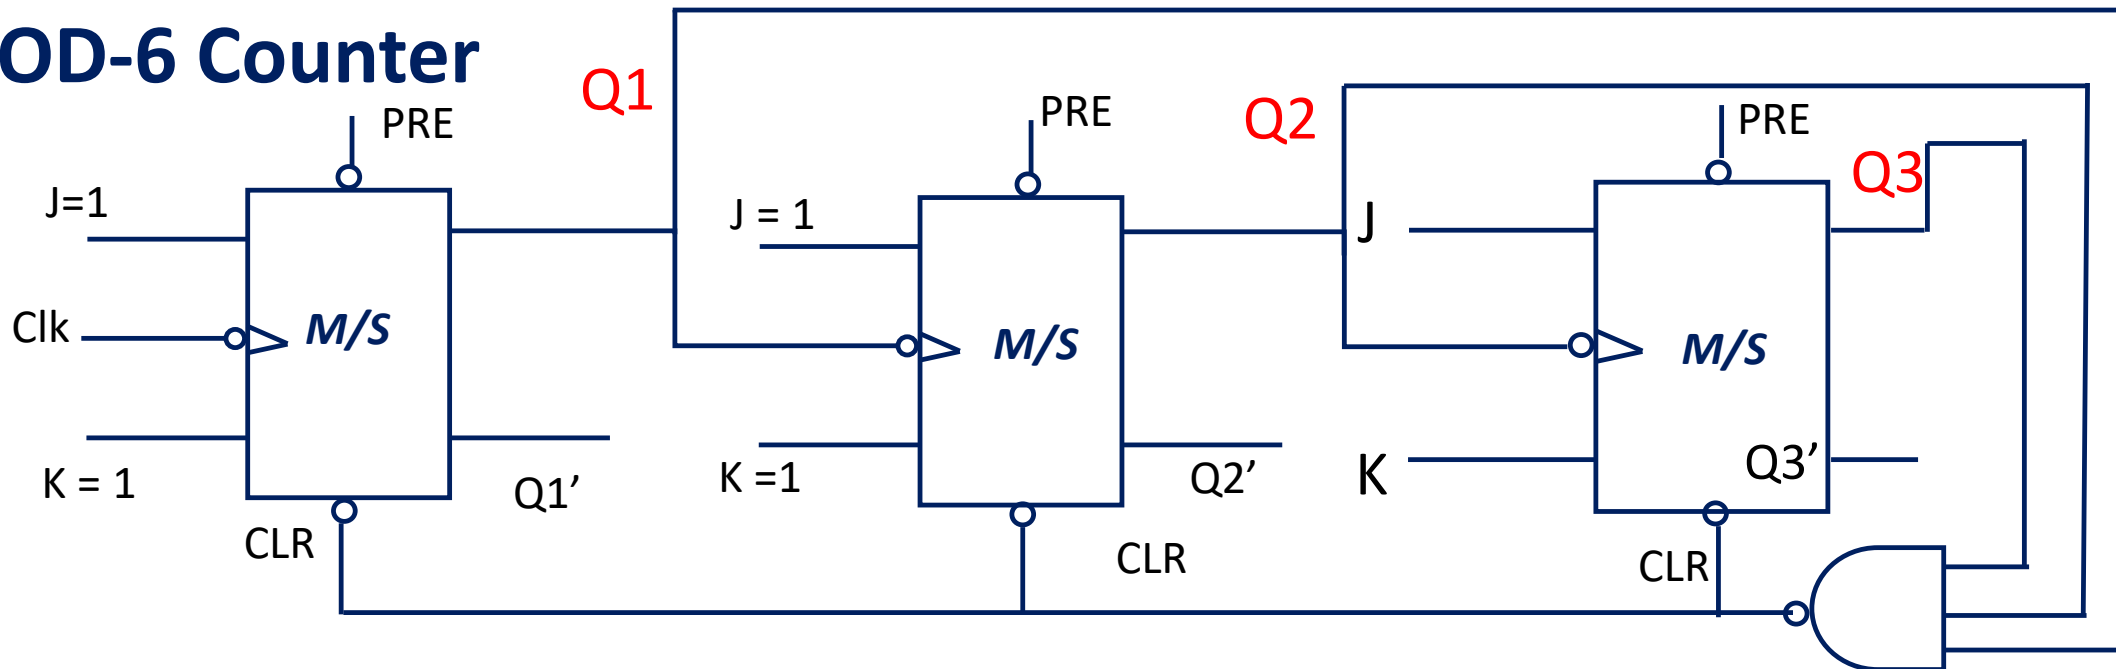 OD-6 Counter
Q1
PRE
J=1
Clk
M/S
K = 1
Q1’
CLR
PRE
Q2
J = 1
M/S
K =1
Q2’
CLR
PRE
Q3
J
M/S
K
Q3’
CLR